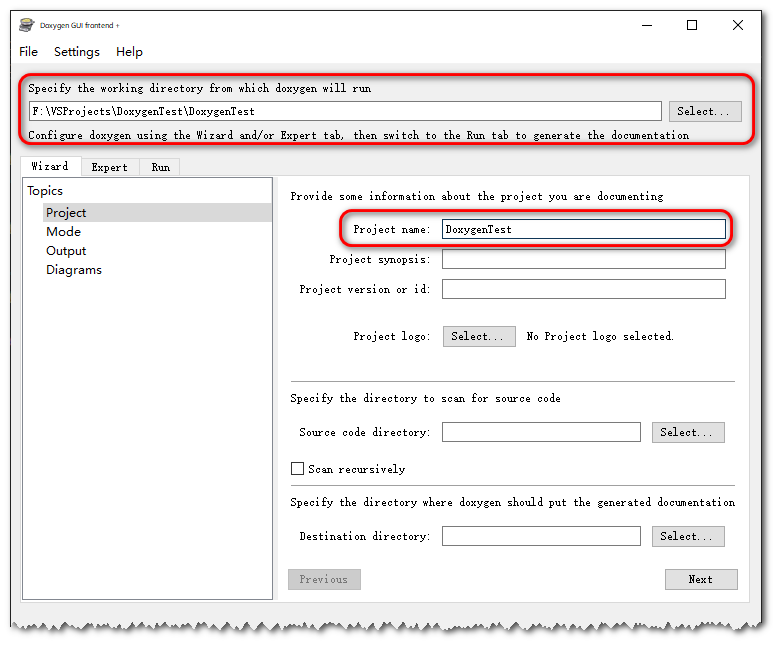 Doxygen GUI frontend +
File Settings Help
Specify the working directory from which doxygen will run
F:\VSProjects\DoxygenTest\DoxygenTest Select...
Configure doxygen using the Wizard and/or Expert tab, then switch to the Run tab to generate the documentation
Wizard Expert Run
Topics
Project
Mode
Output
Diagrams
Provide some information about the project you are documenting
Project name: DoxygenTest
Project synopsis:
Project version or id:
Project logo: Select... No Project logo selected.
Specify the directory to scan for source code
Source code directory: Select...
Scan recursively
Specify the directory where doxygen should put the generated documentation
Destination directory: Select...
Previous Next